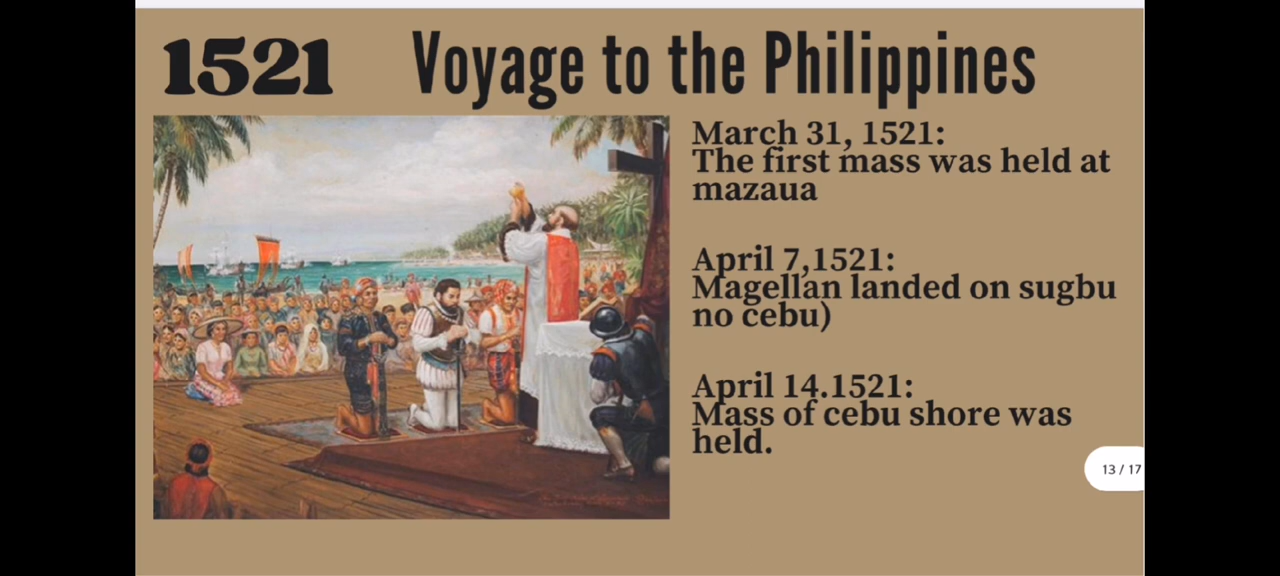 1521 Voyage to the Philippines
March 31, 1521:
The first mass was held at
mazaua
April 7,1521:
Magellan landed on sugbu
no cebu)
April 14.1521:
Mass of cebu shore was
held.
13 / 17